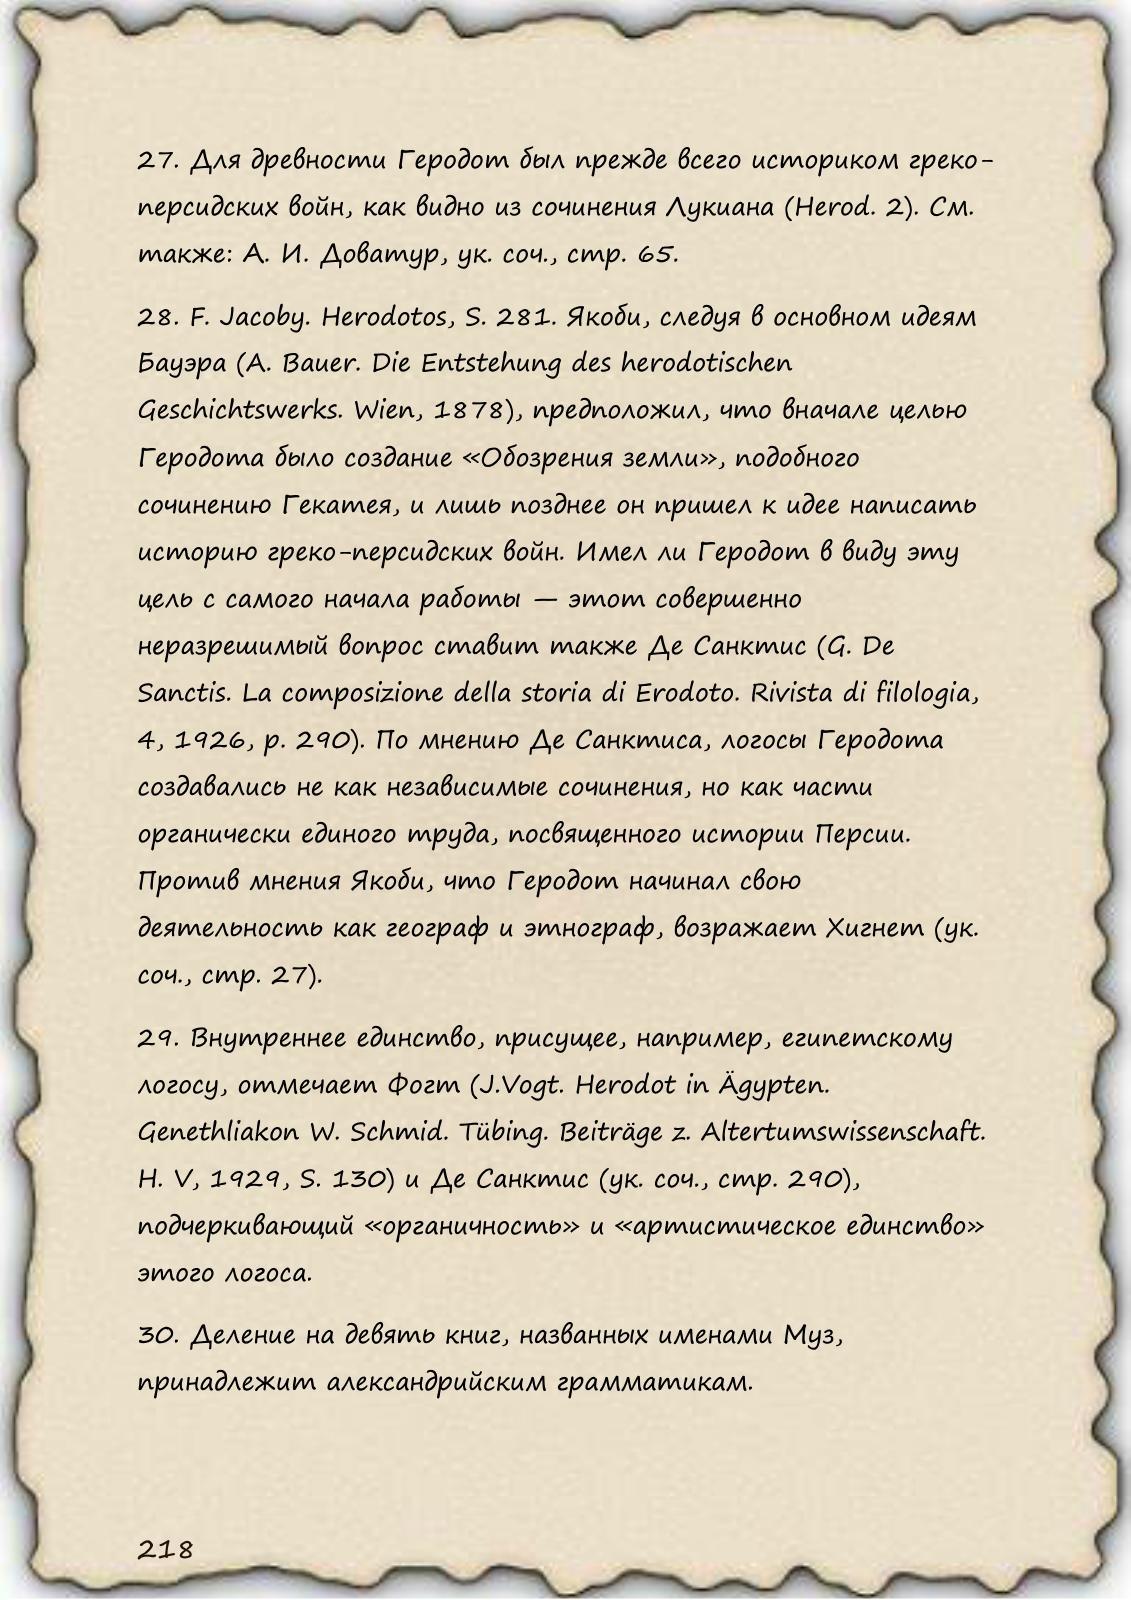 27. Для древности Геродот был прежде всего историком греко-
персидских войн, как видно из сочинения Лукиана (Herod. 2). См.
также: А. И. Доватур, ук. соч., стр. 65.
28. F. Jacoby. Herodotos, S. 281. Якоби, следуя в основном идеям
Бауэра (A. Bauer. Die Entstehung des herodotischen
Geschichtswerks. Wien, 1878), предположил, что вначале целью
Геродота было создание «Обозрения земли», подобного
сочинению Гекатея, и лишь позднее он пришел к идее написать
историю греко-персидских войн. Имел ли Геродот в виду эту
цель с самого начала работы — этот совершенно
неразрешимый вопрос ставит также Де Санктис (G. De
Sanctis. La composizione della storia di Erodoto. Rivista di filologia,
4, 1926, p. 290). По мнению Де Санктиса, логосы Геродота
создавались не как независимые сочинения, но как части
органически единого труда, посвященного истории Персии.
Против мнения Якоби, что Геродот начинал свою
деятельность как географ и этнограф, возражает Хигнет (ук.
соч., стр. 27).
29. Внутреннее единство, присущее, например, египетскому
логосу, отмечает Фогт (J.Vogt. Herodot in Ägypten.
Genethliakon W. Schmid. Tübing. Beiträge z. Altertumswissenschaft.
H. V, 1929, S. 130) и Де Санктис (ук. соч., стр. 290),
подчеркивающий «органичность» и «артистическое единство»
этого логоса.
30. Деление на девять книг, названных именами Муз,
принадлежит александрийским грамматикам.
218